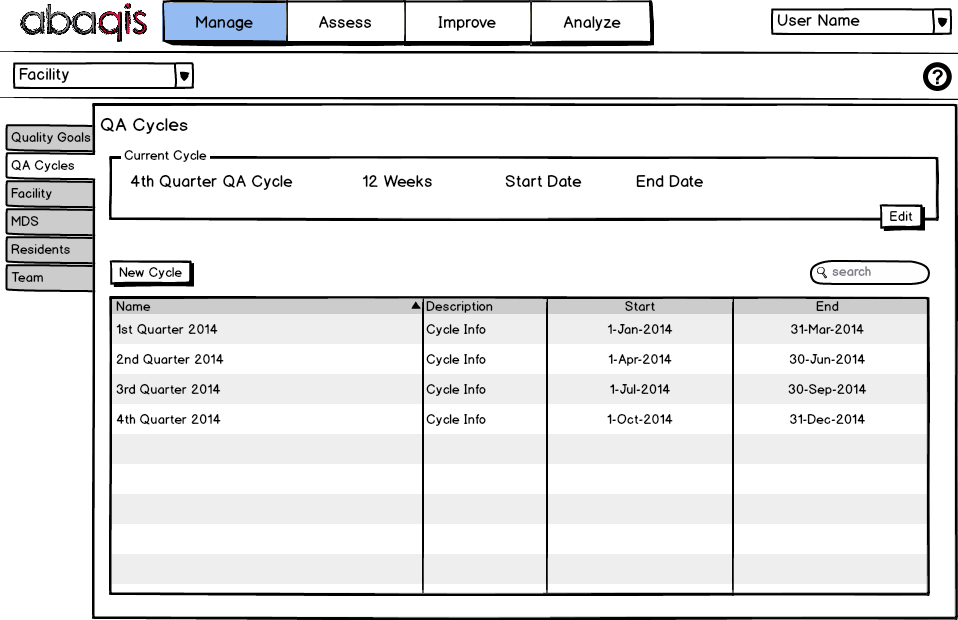 abaqis
Manage Assess Improve Analyze
User Name
Facility
?
Quality Goals
QA Cycles
Facility
MDS
Residents
Team
QA Cycles
Current Cycle
4th Quarter QA Cycle 12 Weeks Start Date End Date
Edit
New Cycle
search
Name Description Start End
1st Quarter 2014 Cycle Info 1-Jan-2014 31-Mar-2014
2nd Quarter 2014 Cycle Info 1-Apr-2014 30-Jun-2014
3rd Quarter 2014 Cycle Info 1-Jul-2014 30-Sep-2014
4th Quarter 2014 Cycle Info 1-Oct-2014 31-Dec-2014